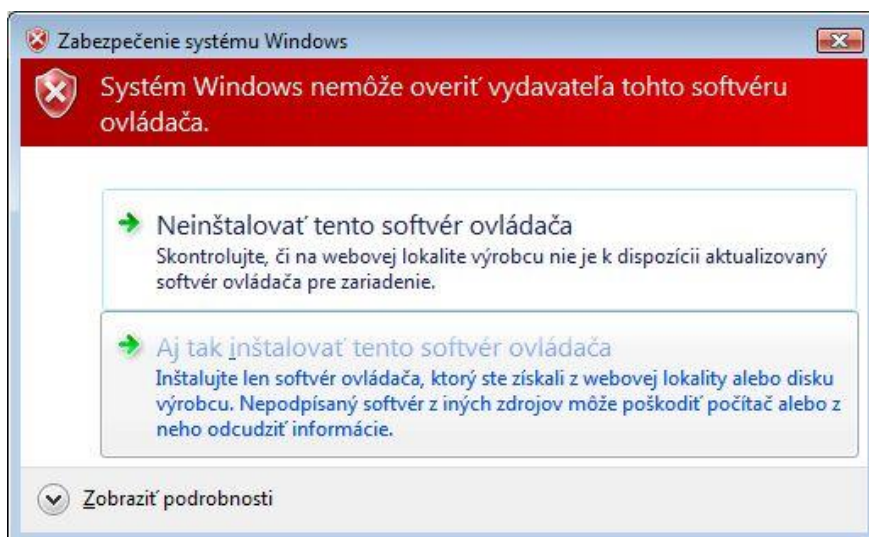 Zabezpečenie systému Windows
Systém Windows nemôže overiť vydavateľa tohto softvéru
ovládača.
Neinštalovať tento softvér ovládača
Skontrolujte, či na webovej lokalite výrobcu nie je k dispozícii aktualizovaný
softvér ovládača pre zariadenie.
Aj tak inštalovať tento softvér ovládača
Inštalujte len softvér ovládača, ktorý ste získali z webovej lokality alebo disku
výrobcu. Nepodpísaný softvér z iných zdrojov môže poškodiť počítač alebo z
neho odcudziť informácie.
Zobraziť podrobnosti